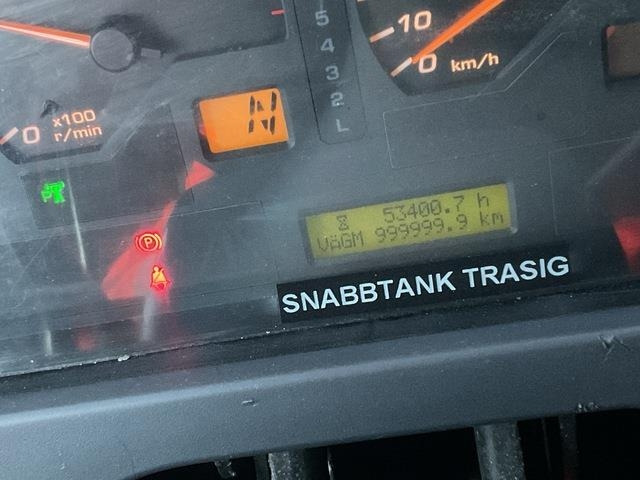 5
4
3
2
L
10
0
km/h
0
x100
r/min
N
P
P
53400.7 h
VäGM 999999.9 km
SNABBTANK TRASIG